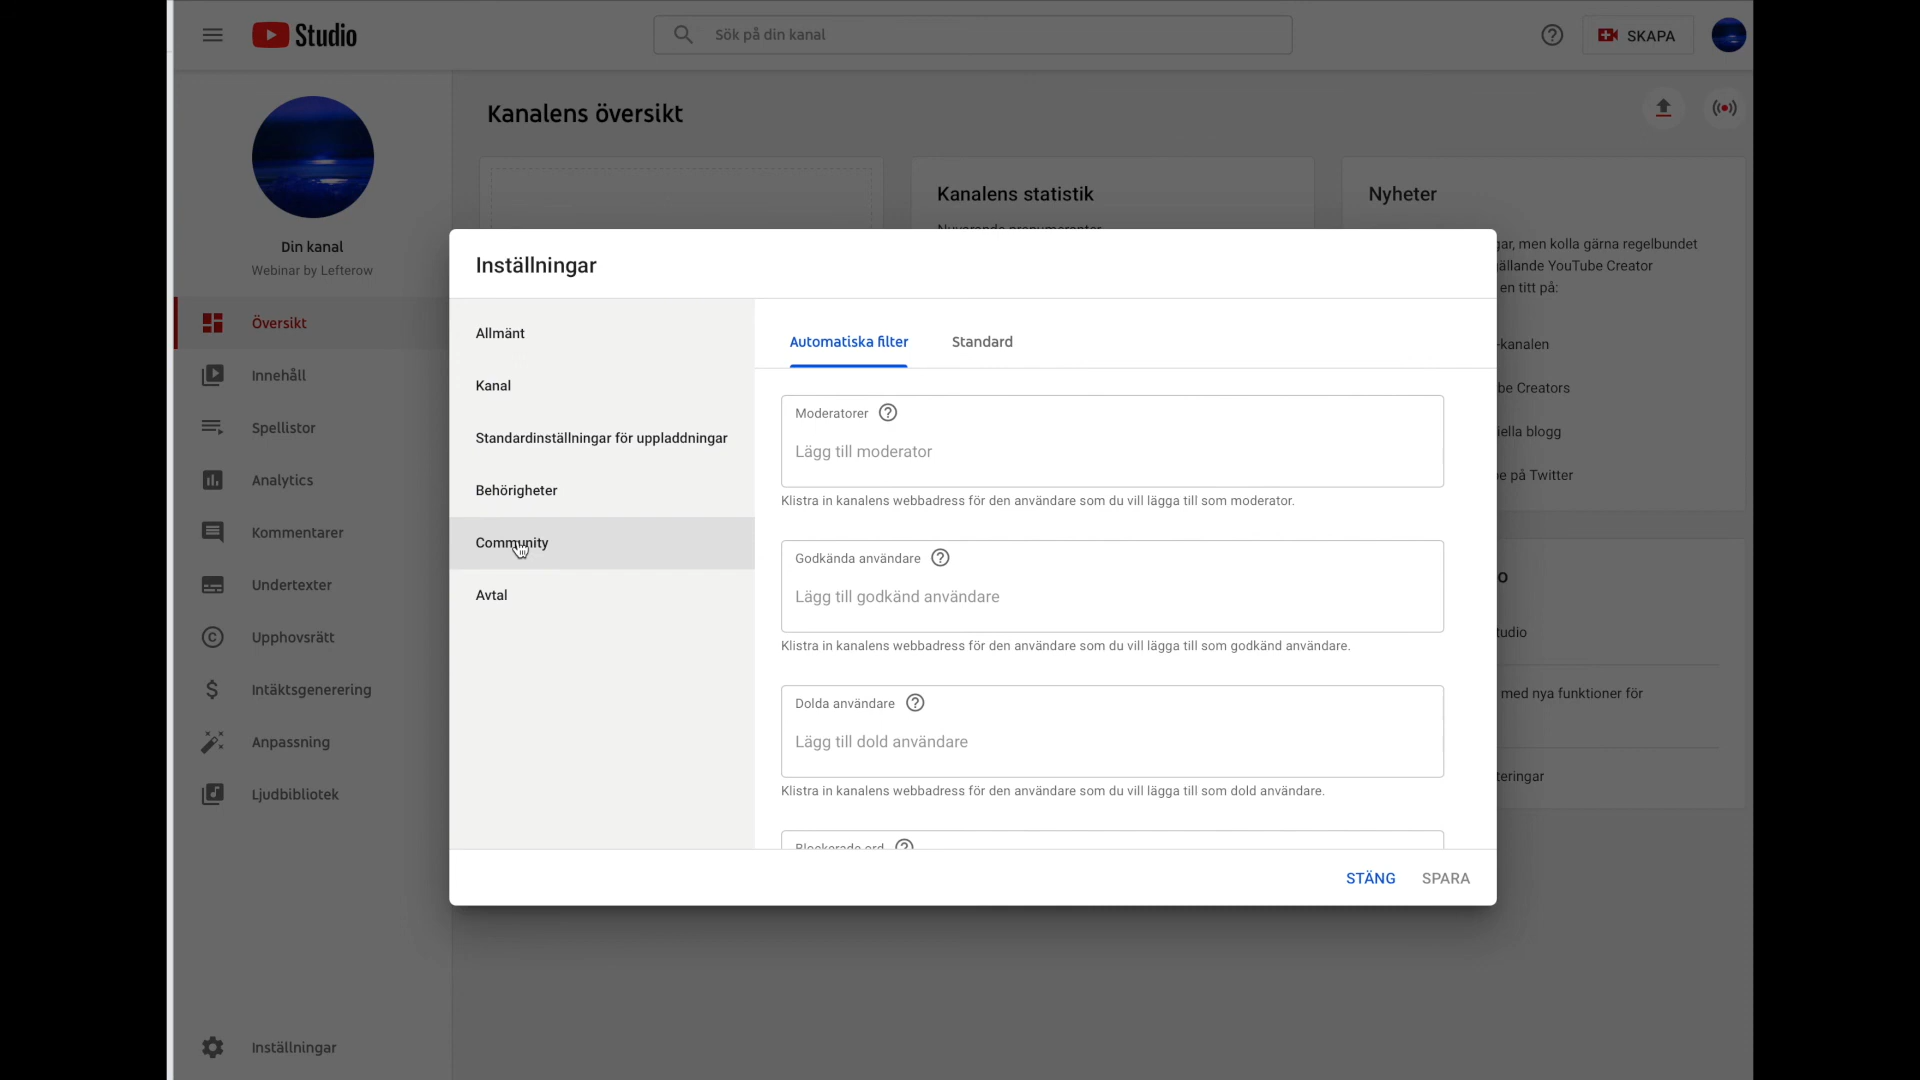 Studio
Sök på din kanal
SKAPA
Kanalens översikt
Din kanal
Webinar by Lefterow
Översikt
Innehåll
Spellistor
Analytics
Kommentarer
Undertexter
Upphovsrätt
Intäktsgenerering
Anpassning
Ljudbibliotek
Inställningar
Kanalens statistik
Nyheter
gar, men kolla gärna regelbundet
ällande YouTube Creator
en titt på:
-kanalen
be Creators
iella blogg
e på Twitter
o
tudio
med nya funktioner för
teringar
Inställningar
Allmänt
Kanal
Standardinställningar för uppladdningar
Behörigheter
Community
Avtal
Automatiska filter
Standard
Moderatorer
Lägg till moderator
Klistra in kanalens webbadress för den användare som du vill lägga till som moderator.
Godkända användare
Lägg till godkänd användare
Klistra in kanalens webbadress för den användare som du vill lägga till som godkänd användare.
Dolda användare
Lägg till dold användare
Klistra in kanalens webbadress för den användare som du vill lägga till som dold användare.
Blockerade ord
STÄNG
SPARA